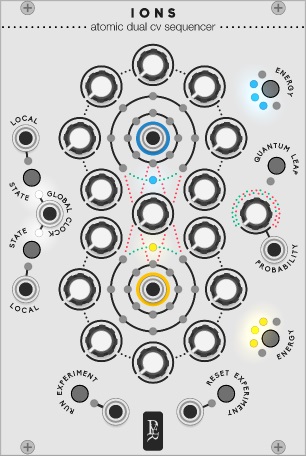 IONS
atomic dual cv sequencer
ENERGY
LOCAL
QUANTUM LEAP
STATE
GLOBAL CLOCK
STATE
PROBABILITY
LOCAL
ENERGY
RUN EXPERIMENT
RESET EXPERIMENT